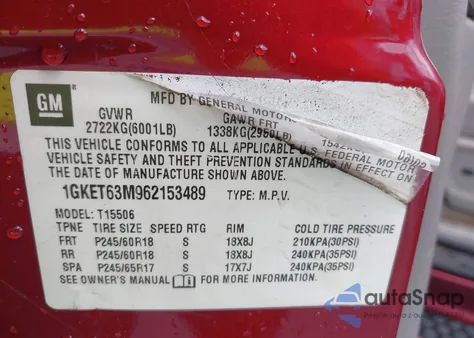 GM
MFD BY GENERAL MOTOR
GVWR GAWR FRT
2722KG(6001LB) 1338KG(2950LB) 1542K
THIS VEHICLE CONFORMS TO ALL APPLICABLE U.S. FEDERAL MOTOR
VEHICLE SAFETY AND THEFT PREVENTION STANDARDS IN EFFECT ON
THE DATE OF MANUFACTURE SHOWN ABOVE.
1GKET63M962153489 TYPE: M.P.V.
MODEL: T15506
TPNE TIRE SIZE SPEED RTG RIM COLD TIRE PRESSURE
FRT P245/60R18 S 18X8J 210KPA(30PSI)
RR P245/60R18 S 18X8J 240KPA(35PSI)
SPA P245/65R17 S 17X7J 240KPA(35PSI)
SEE OWNER'S MANUAL FOR MORE INFORMATION
autoSnap